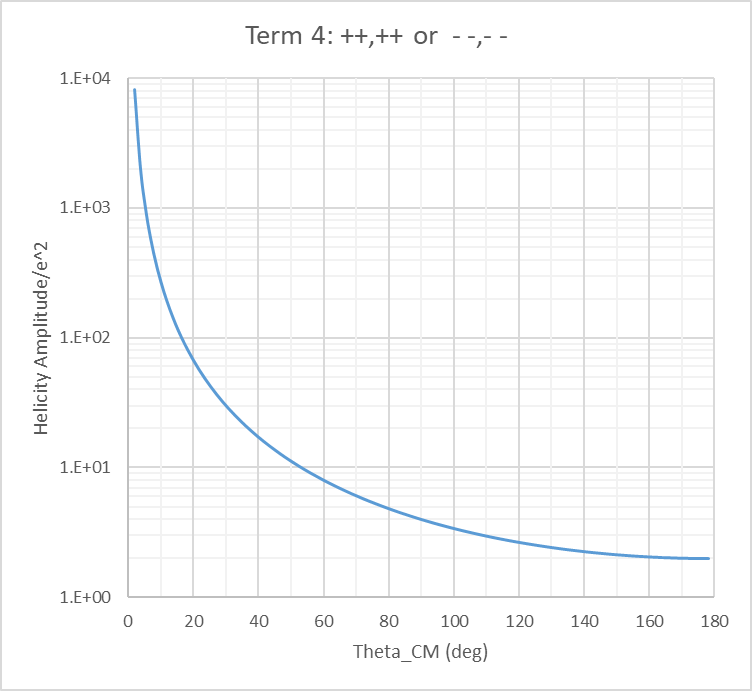 Term 4: ++,++ or - -,- -
1.E+04
1.E+03
1.E+02
1.E+01
1.E+00
Helicity Amplitude/e^2
0 20 40 60 80 100 120 140 160 180
Theta_CM (deg)